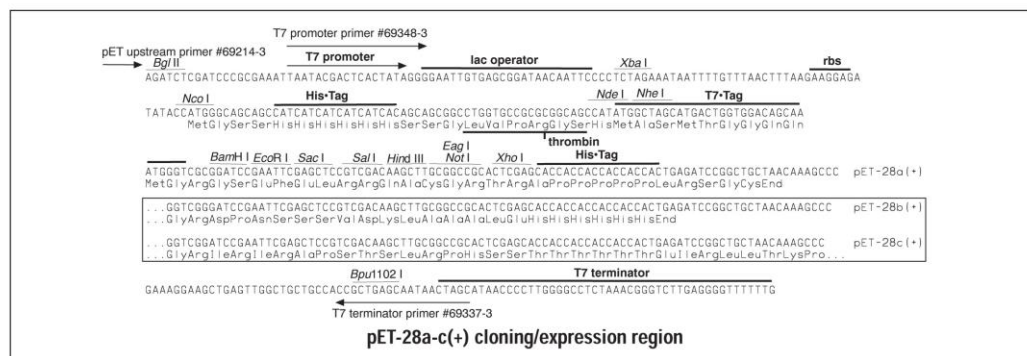 T7 promoter primer #69348-3
pET upstream primer #69214-3
Bgl II
T7 promoter
lac operator
Xba I
rbs
AGATCTCGATCCCGCGAAATTAATACGACTCACTATAGGGGAATTGTGAGCGGATAACAATTCCCCTCTAGAAATAATTTTGTTTAACTTTAAGAAGGAGA
Nco I
His•Tag
Nde I
Nhe I
T7•Tag
TATACCATGGGCAGCAGCCATCATCATCATCATCACAGCAGCGGCCTGGTGCCGCGCGGCAGCCATATGGCTAGCATGACTGGTGGACAGCAA
MetGlySerSerHisHisHisHisHisHisSerSerGlyLeuValProArgGlySerHisMetAlaSerMetThrGlyGlyGlnGln
thrombin
BamH I
EcoR I
Sac I
Sal I
Hind III
Eag I
Not I
Xho I
His•Tag
ATGGGTCGCGGATCCGAATTCGAGCTCCGTCGACAAGCTTGCGGCCGCACTCGAGCACCACCACCACCACCACTGAGATCCGGCTGCTAACAAAGCCC pET-28a(+)
MetGlyArgGlySerGluPheGluLeuArgArgGlnAlaCysGlyArgThrArgAlaProProProProProLeuArgSerGlyCysEnd
...GGTCGGGATCCGAATTCGAGCTCCGTCGACAAGCTTGCGGCCGCACTCGAGCACCACCACCACCACCACTGAGATCCGGCTGCTAACAAAGCCC pET-28b(+)
...GlyArgAspProAsnSerSerSerValAspLysLeuAlaAlaAlaLeuGluHisHisHisHisHisHisEnd
...GGTCGGATCCGAATTCGAGCTCCGTCGACAAGCTTGCGGCCGCACTCGAGCACCACCACCACCACCACTGAGATCCGGCTGCTAACAAAGCCC pET-28c(+)
...GlyArgIleArgIleArgAlaProSerThrSerLeuArgProHisSerSerThrThrThrThrThrThrGluIleArgLeuLeuThrLysPro...
Bpu1102 I
T7 terminator
GAAAGGAAGCTGAGTTGGCTGCTGCCACCGCTGAGCAATAACTAGCATAACCCCTTGGGGCCTCTAAACGGGTCTTGAGGGGTTTTTTG
T7 terminator primer #69337-3
pET-28a-c(+) cloning/expression region